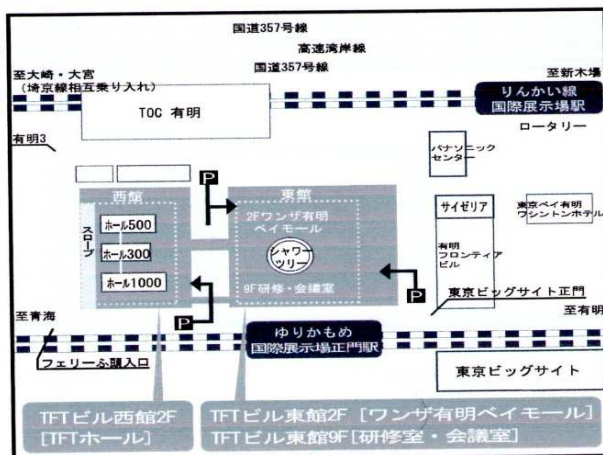 国道357号線
高速湾岸線
国道357号線
至大崎・大宮
(埼京線相互乗り入れ)
至新木場
TOC 有明
りんかい線
国際展示場駅
ロータリー
有明3
パナソニック
センター
P
西館
東館
スロープ
ホール500
ホール300
ホール1000
2Fワンザ有明
ベイモール
シャワー
ツリー
9F研修・会議室
サイゼリア
有明
フロンティア
ビル
東京ベイ有明
ワシントンホテル
P
P
東京ビッグサイト正門
至青海
至有明
ゆりかもめ
国際展示場正門駅
フェリーふ頭入口
東京ビッグサイト
TFTビル西館2F
[TFTホール]
TFTビル東館2F [ワンザ有明ベイモール]
TFTビル東館9F[研修室・会議室]